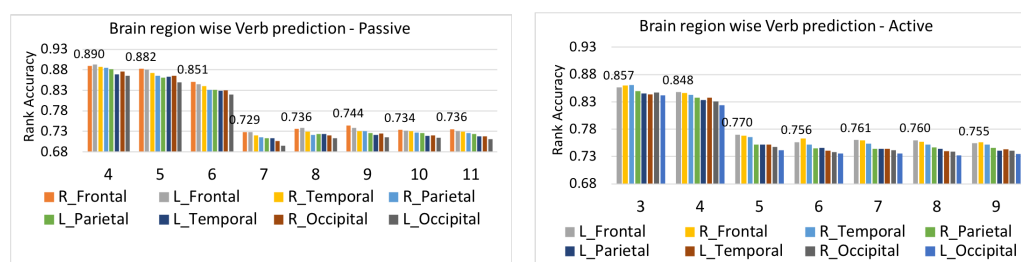 Brain region wise Verb prediction - Passive
Rank Accuracy
0.93
0.88
0.83
0.78
0.73
0.68
0.890
0.882
0.851
0.729
0.736
0.744
0.734
0.736
4 5 6 7 8 9 10 11
R_Frontal L_Frontal R_Temporal R_Parietal
L_Parietal L_Temporal R_Occipital L_Occipital
Brain region wise Verb prediction - Active
Rank Accuracy
0.93
0.88
0.83
0.78
0.73
0.68
0.857
0.848
0.770
0.756
0.761
0.760
0.755
3 4 5 6 7 8 9
L_Frontal R_Frontal R_Temporal R_Parietal
L_Parietal L_Temporal R_Occipital L_Occipital